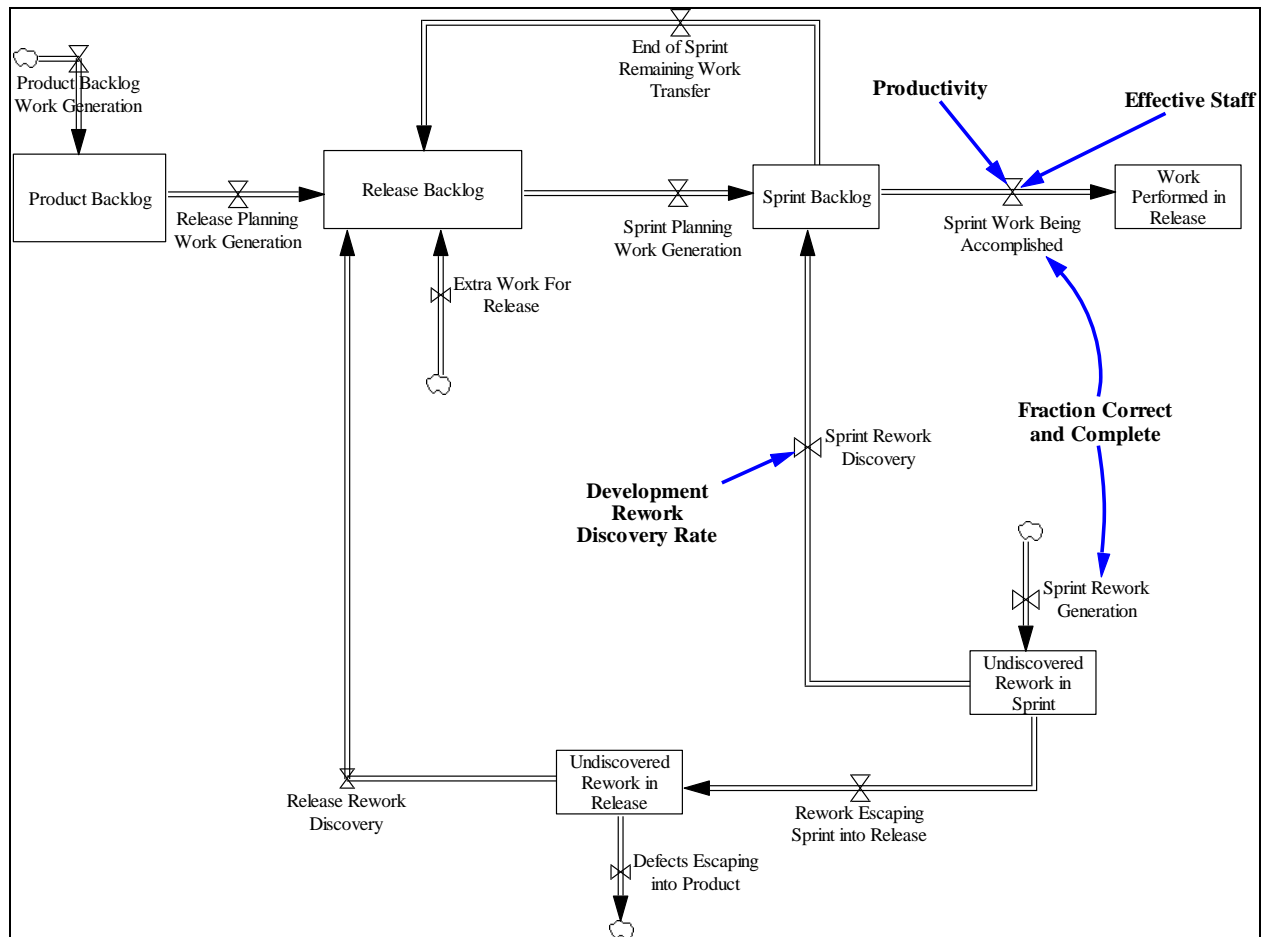 End of Sprint
Remaining Work
Transfer
Product Backlog
Work Generation
Productivity
Effective Staff
Product Backlog
Release Planning
Work Generation
Release Backlog
Sprint Planning
Work Generation
Sprint Backlog
Sprint Work Being
Accomplished
Work
Performed in
Release
Extra Work For
Release
Fraction Correct
and Complete
Sprint Rework
Discovery
Development
Rework
Discovery Rate
Sprint Rework
Generation
Undiscovered
Rework in
Sprint
Undiscovered
Rework in
Release
Release Rework
Discovery
Rework Escaping
Sprint into Release
Defects Escaping
into Product